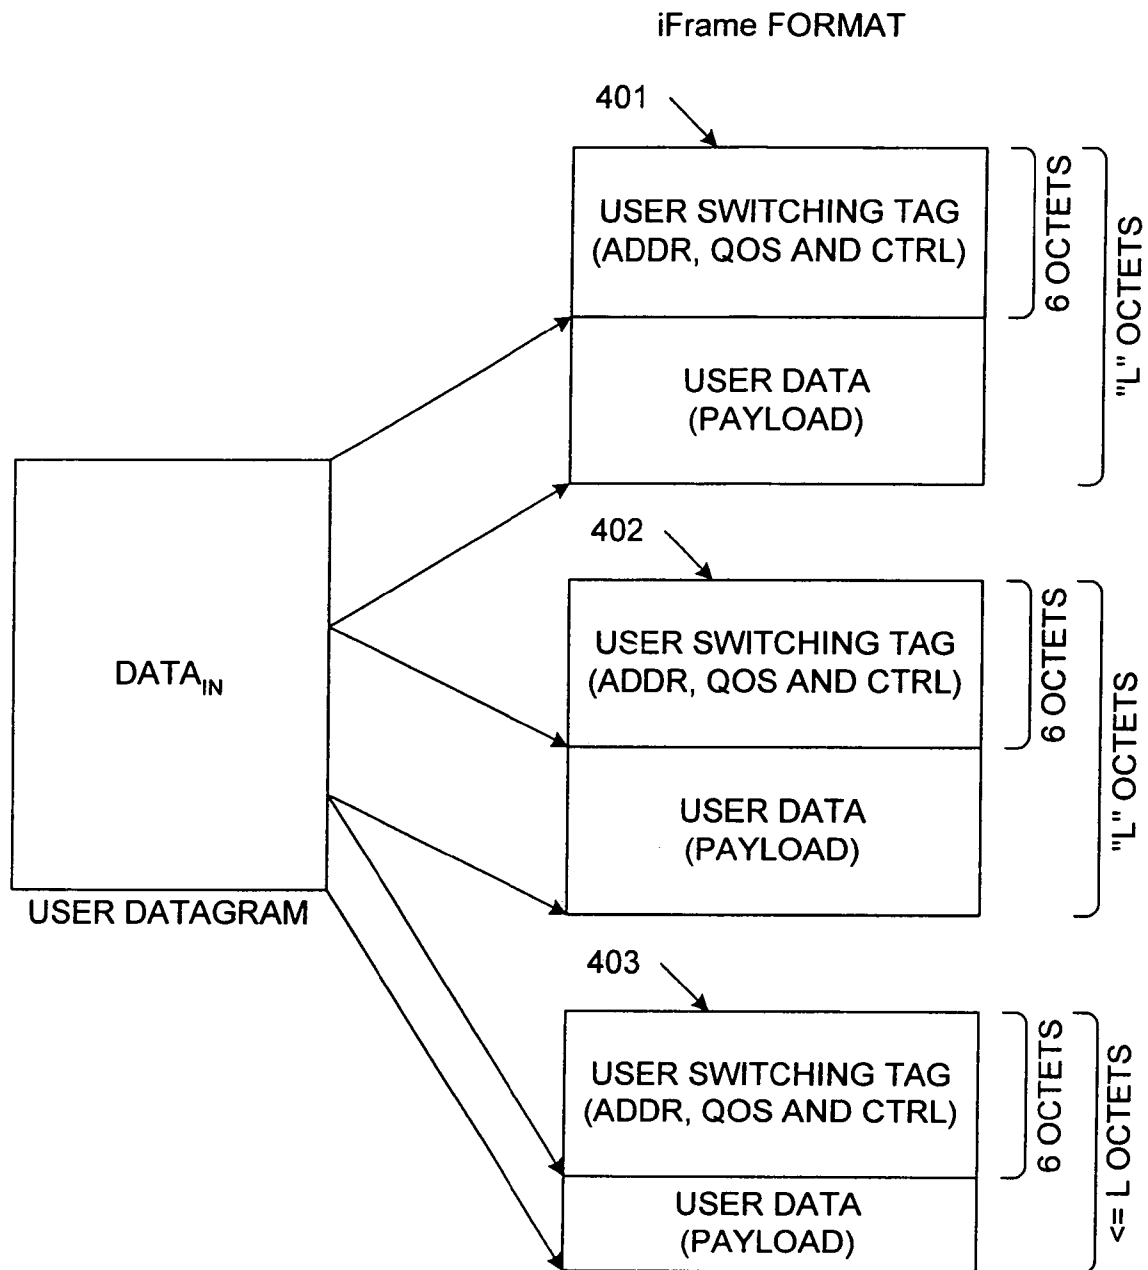 iFrame FORMAT
401
USER SWITCHING TAG
(ADDR, QOS AND CTRL)
6 OCTETS
"L" OCTETS
USER DATA
(PAYLOAD)
402
USER SWITCHING TAG
(ADDR, QOS AND CTRL)
6 OCTETS
"L" OCTETS
USER DATA
(PAYLOAD)
DATA_IN
USER DATAGRAM
403
USER SWITCHING TAG
(ADDR, QOS AND CTRL)
6 OCTETS
<= L OCTETS
USER DATA
(PAYLOAD)